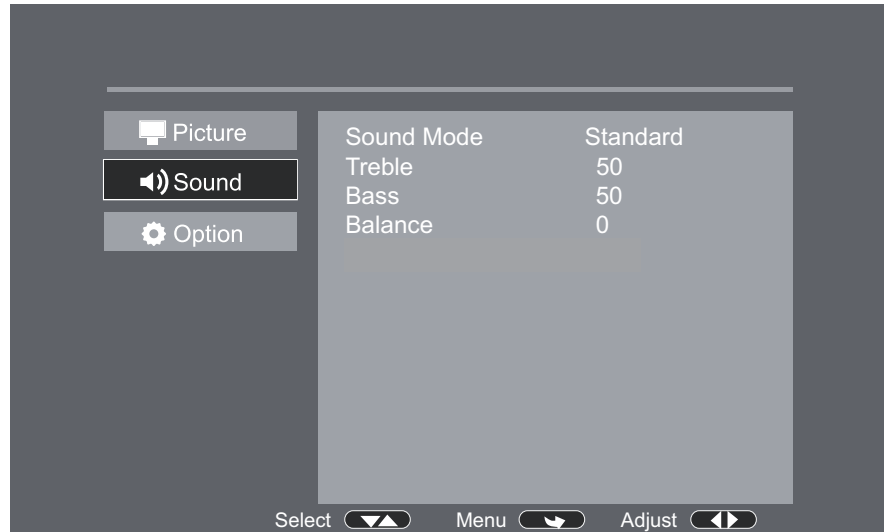 Picture
Sound
Option
Sound Mode Standard
Treble 50
Bass 50
Balance 0
Select Menu Adjust